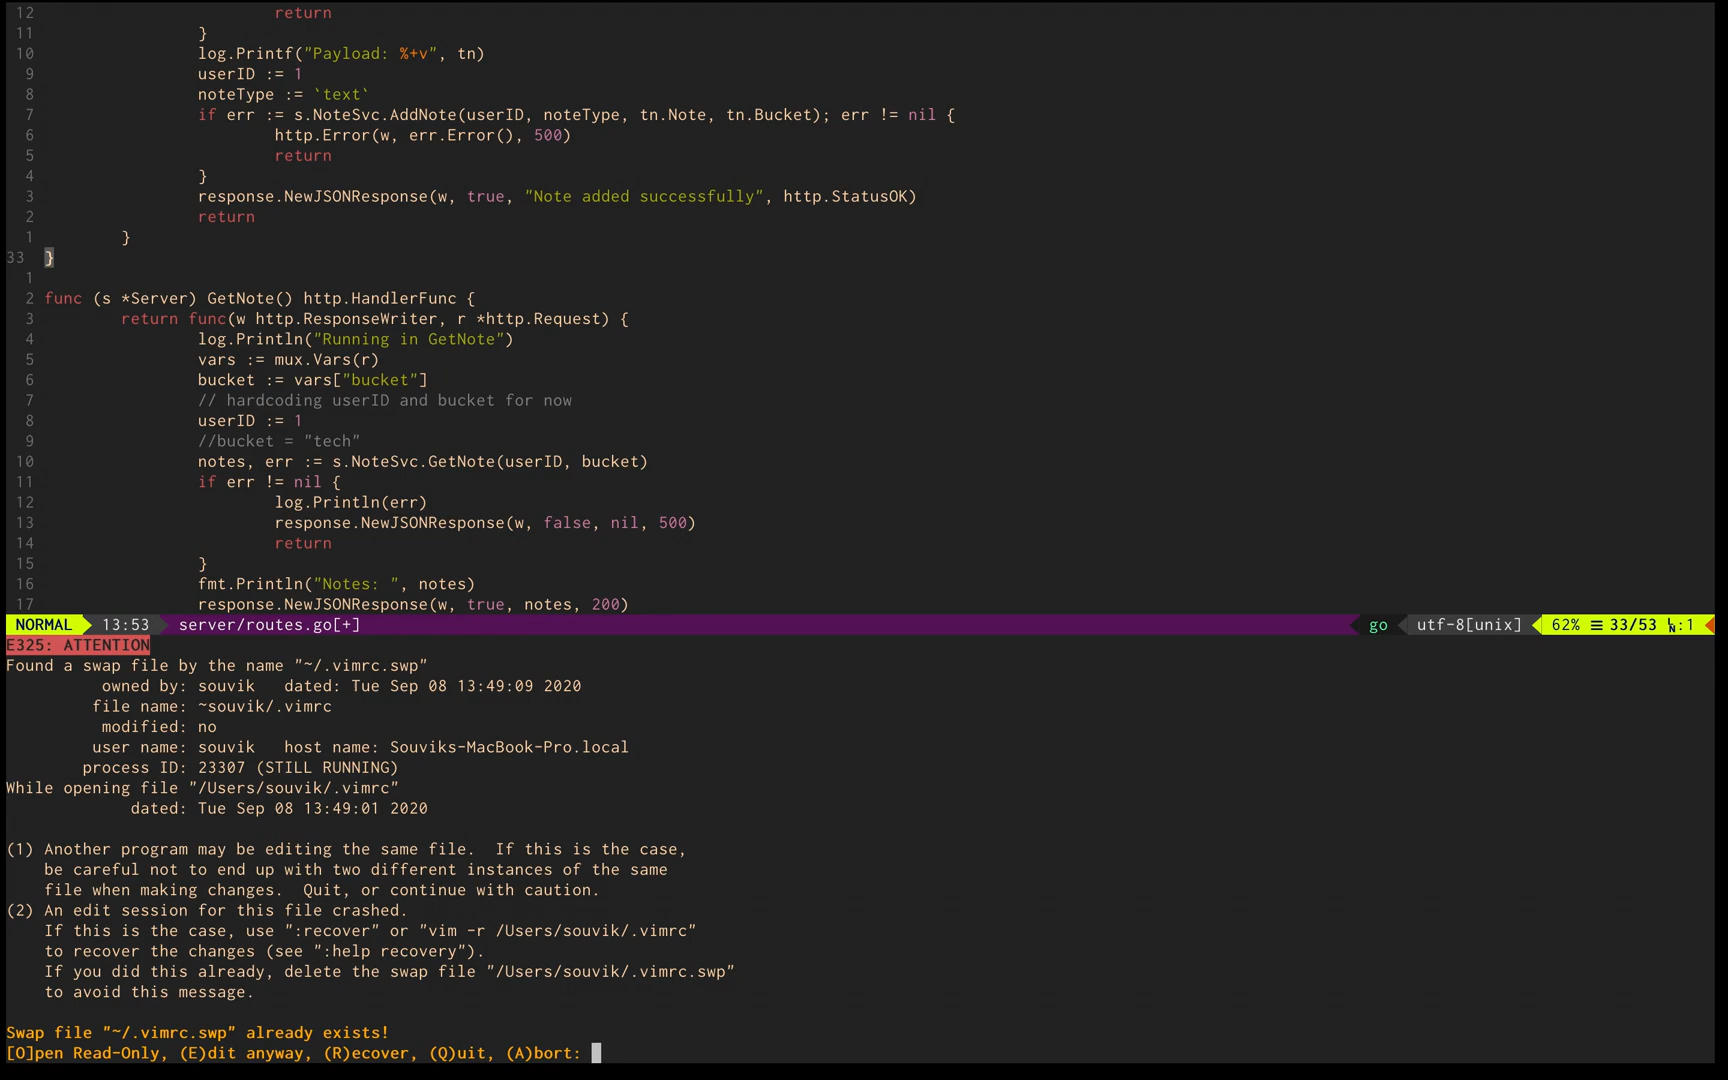 12                          return
11                  }
10                  log.Printf("Payload: %+v", tn)
 9                  userID := 1
 8                  noteType := `text`
 7                  if err := s.NoteSvc.AddNote(userID, noteType, tn.Note, tn.Bucket); err != nil {
 6                          http.Error(w, err.Error(), 500)
 5                          return
 4                  }
 3                  response.NewJSONResponse(w, true, "Note added successfully", http.StatusOK)
 2                  return
 1          }
33  }
 1
 2  func (s *Server) GetNote() http.HandlerFunc {
 3          return func(w http.ResponseWriter, r *http.Request) {
 4                  log.Println("Running in GetNote")
 5                  vars := mux.Vars(r)
 6                  bucket := vars["bucket"]
 7                  // hardcoding userID and bucket for now
 8                  userID := 1
 9                  //bucket = "tech"
10                  notes, err := s.NoteSvc.GetNote(userID, bucket)
11                  if err != nil {
12                          log.Println(err)
13                          response.NewJSONResponse(w, false, nil, 500)
14                          return
15                  }
16                  fmt.Println("Notes: ", notes)
17                  response.NewJSONResponse(w, true, notes, 200)
NORMAL 13:53 server/routes.go[+] go utf-8[unix] 62% ≡ 33/53 ㏑:1
E325: ATTENTION
Found a swap file by the name "~/.vimrc.swp"
          owned by: souvik   dated: Tue Sep 08 13:49:09 2020
         file name: ~souvik/.vimrc
          modified: no
         user name: souvik   host name: Souviks-MacBook-Pro.local
        process ID: 23307 (STILL RUNNING)
While opening file "/Users/souvik/.vimrc"
             dated: Tue Sep 08 13:49:01 2020
(1) Another program may be editing the same file.  If this is the case,
    be careful not to end up with two different instances of the same
    file when making changes.  Quit, or continue with caution.
(2) An edit session for this file crashed.
    If this is the case, use ":recover" or "vim -r /Users/souvik/.vimrc"
    to recover the changes (see ":help recovery").
    If you did this already, delete the swap file "/Users/souvik/.vimrc.swp"
    to avoid this message.
Swap file "~/.vimrc.swp" already exists!
[O]pen Read-Only, (E)dit anyway, (R)ecover, (Q)uit, (A)bort: